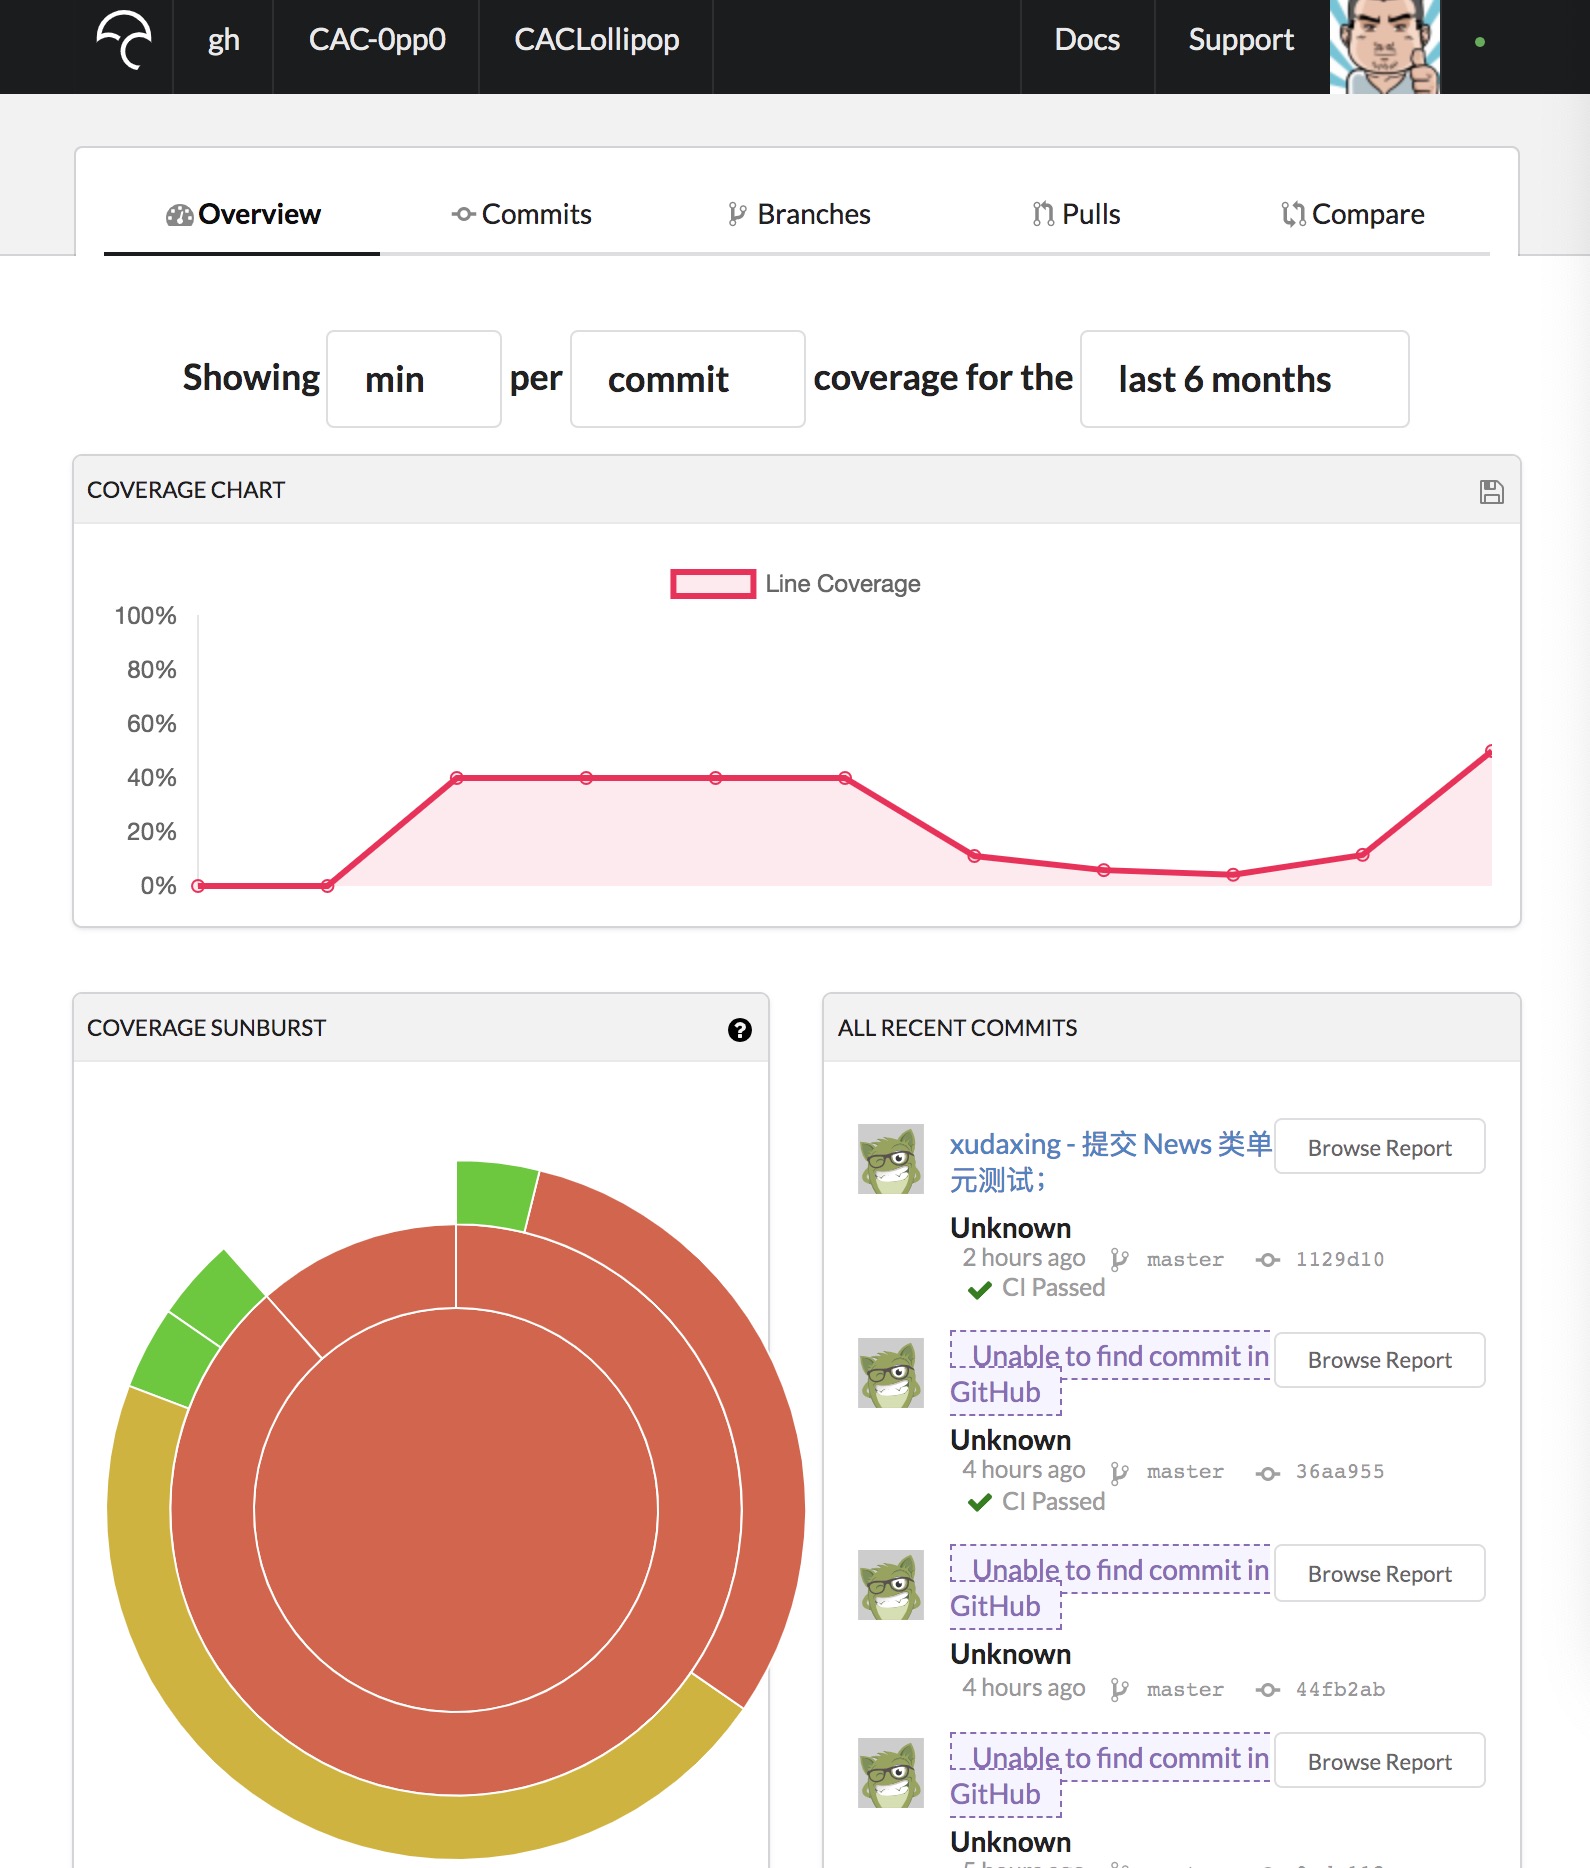 gh CAC-0pp0 CACLollipop Docs Support
Overview Commits Branches Pulls Compare
Showing min per commit coverage for the last 6 months
COVERAGE CHART
Line Coverage
100%
80%
60%
40%
20%
0%
COVERAGE SUNBURST
ALL RECENT COMMITS
xudaxing - 提交 News 类单
元测试；
Browse Report
Unknown
2 hours ago master 1129d10
CI Passed
Unable to find commit in
GitHub
Browse Report
Unknown
4 hours ago master 36aa955
CI Passed
Unable to find commit in
GitHub
Browse Report
Unknown
4 hours ago master 44fb2ab
Unable to find commit in
GitHub
Browse Report
Unknown